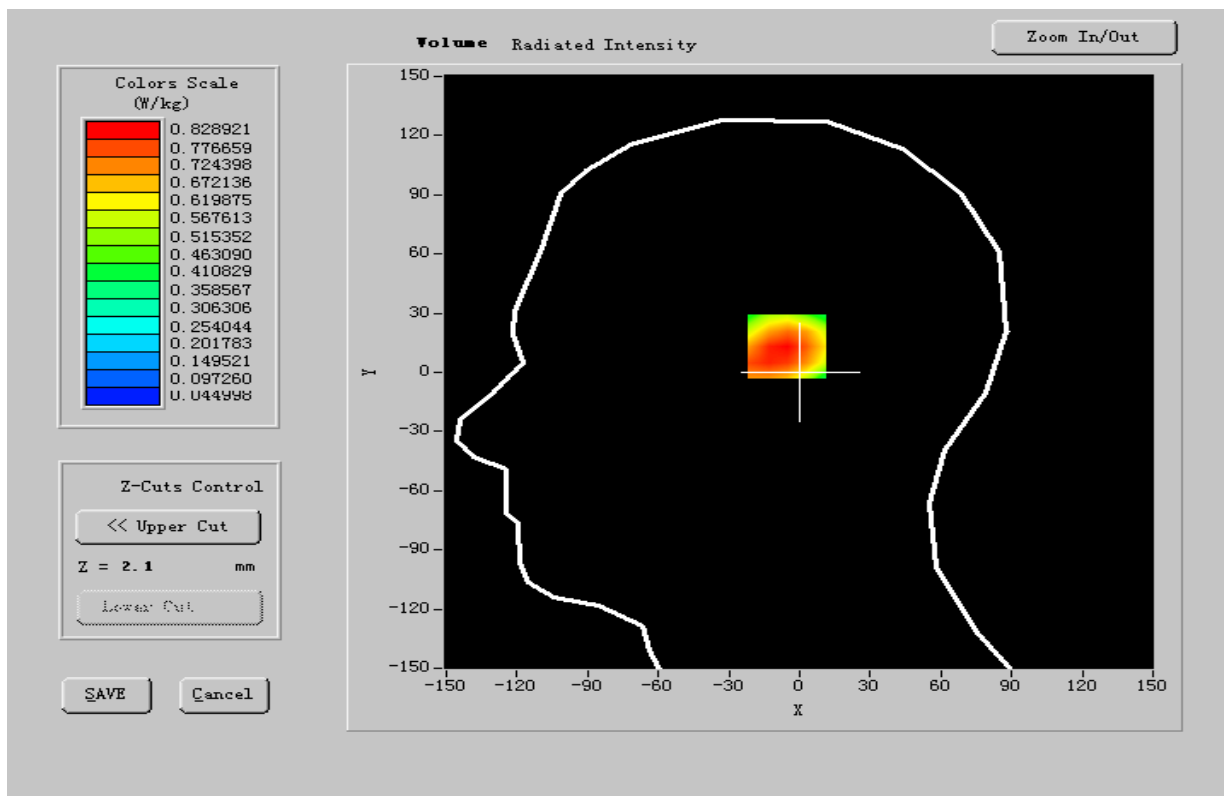 Volume Radiated Intensity
Zoom In/Out
Colors Scale
(W/kg)
0.828921
0.776659
0.724398
0.672136
0.619875
0.567613
0.515352
0.463090
0.410829
0.358567
0.306306
0.254044
0.201783
0.149521
0.097260
0.044998
Z-Cuts Control
<< Upper Cut
Z = 2.1 mm
Lower Cut
SAVE
Cancel
150
120
90
60
30
0
-30
-60
-90
-120
-150
Y
-150 -120 -90 -60 -30 0 30 60 90 120 150
X